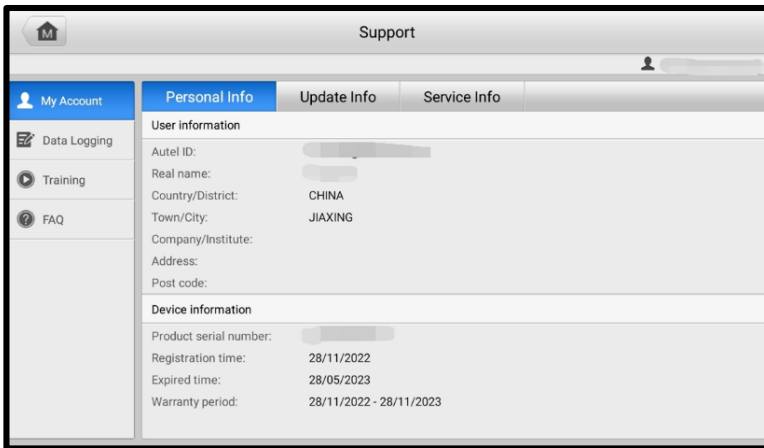 M
Support
My Account
Data Logging
Training
FAQ
Personal Info Update Info Service Info
User information
Autel ID:
Real name:
Country/District: CHINA
Town/City: JIAXING
Company/Institute:
Address:
Post code:
Device information
Product serial number:
Registration time: 28/11/2022
Expired time: 28/05/2023
Warranty period: 28/11/2022 - 28/11/2023